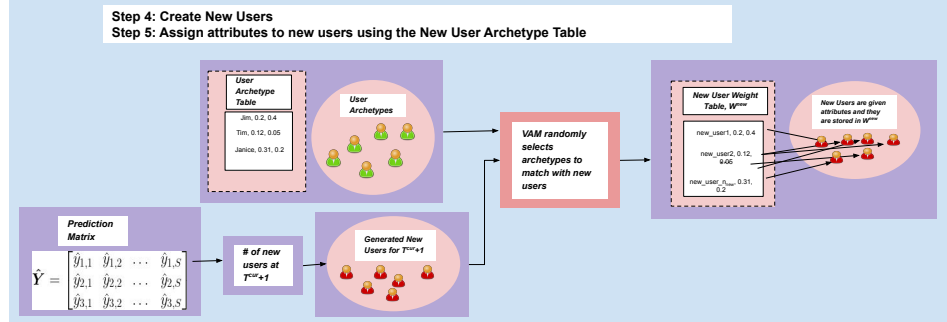 Step 4: Create New Users
Step 5: Assign attributes to new users using the New User Archetype Table
User
Archetype
Table
Jim, 0.2, 0.4
Tim, 0.12, 0.05
Janice, 0.31, 0.2
User
Archetypes
VAM randomly
selects
archetypes to
match with new
users
New User Weight
Table, W^new
new_user1, 0.2, 0.4
new_user2, 0.12,
0.05
new_user_n_new, 0.31,
0.2
New Users are given
attributes and they
are stored in W^new
Prediction
Matrix
Ŷ = [ŷ1,1 ŷ1,2 ... ŷ1,S
ŷ2,1 ŷ2,2 ... ŷ2,S
ŷ3,1 ŷ3,2 ... ŷ3,S]
# of new
users at
T^cur+1
Generated New
Users for T^cur+1